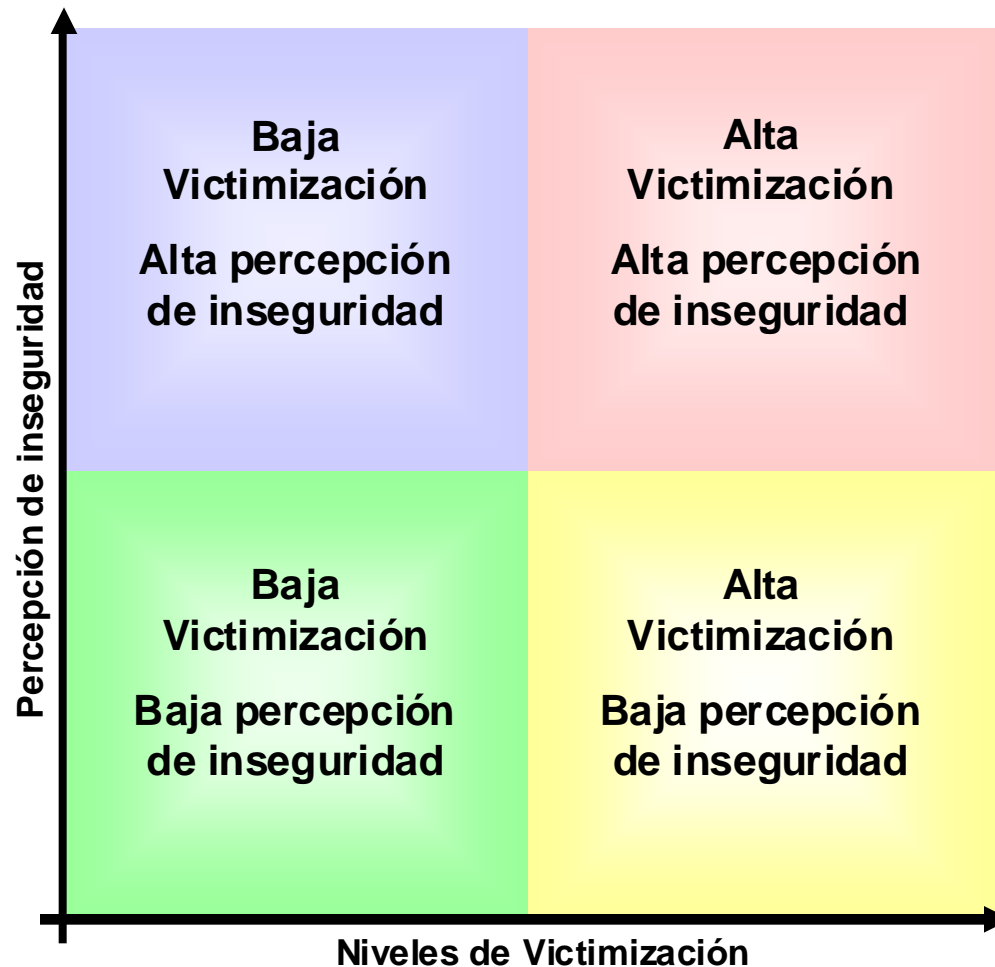 Percepción de inseguridad
Baja
Victimización
Alta percepción
de inseguridad
Alta
Victimización
Alta percepción
de inseguridad
Baja
Victimización
Baja percepción
de inseguridad
Alta
Victimización
Baja percepción
de inseguridad
Niveles de Victimización